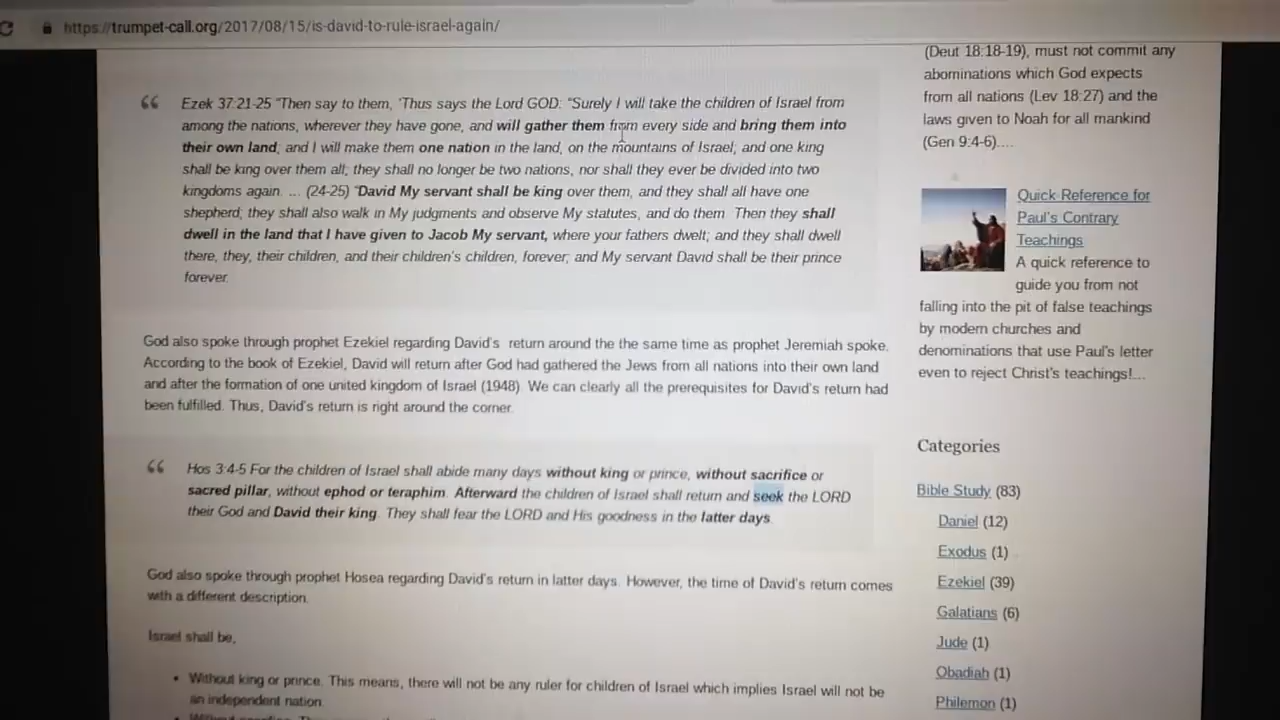 https://trumpet-call.org/2017/08/15/is-david-to-rule-israel-again/
Ezek 37:21-25 “Then say to them, ‘Thus says the Lord GOD: “Surely I will take the children of Israel from
among the nations, wherever they have gone, and will gather them from every side and bring them into
their own land; and I will make them one nation in the land, on the mountains of Israel; and one king
shall be king over them all; they shall no longer be two nations, nor shall they ever be divided into two
kingdoms again. ... (24-25) “David My servant shall be king over them, and they shall all have one
shepherd; they shall also walk in My judgments and observe My statutes, and do them. Then they shall
dwell in the land that I have given to Jacob My servant, where your fathers dwelt; and they shall dwell
there, they, their children, and their children's children, forever; and My servant David shall be their prince
forever.
God also spoke through prophet Ezekiel regarding David's return around the the same time as prophet Jeremiah spoke.
According to the book of Ezekiel, David will return after God had gathered the Jews from all nations into their own land
and after the formation of one united kingdom of Israel (1948). We can clearly all the prerequisites for David's return had
been fulfilled. Thus, David's return is right around the corner.
Hos 3:4-5 For the children of Israel shall abide many days without king or prince, without sacrifice or
sacred pillar, without ephod or teraphim. Afterward the children of Israel shall return and seek the LORD
their God and David their king. They shall fear the LORD and His goodness in the latter days.
God also spoke through prophet Hosea regarding David's return in latter days. However, the time of David's return comes
with a different description.
Israel shall be,
• Without king or prince. This means, there will not be any ruler for children of Israel which implies Israel will not be
an independent nation.
(Deut 18:18-19), must not commit any
abominations which God expects
from all nations (Lev 18:27) and the
laws given to Noah for all mankind
(Gen 9:4-6)....
Quick Reference for
Paul's Contrary
Teachings
A quick reference to
guide you from not
falling into the pit of false teachings
by modern churches and
denominations that use Paul's letter
even to reject Christ's teachings!...
Categories
Bible Study (83)
Daniel (12)
Exodus (1)
Ezekiel (39)
Galatians (6)
Jude (1)
Obadiah (1)
Philemon (1)